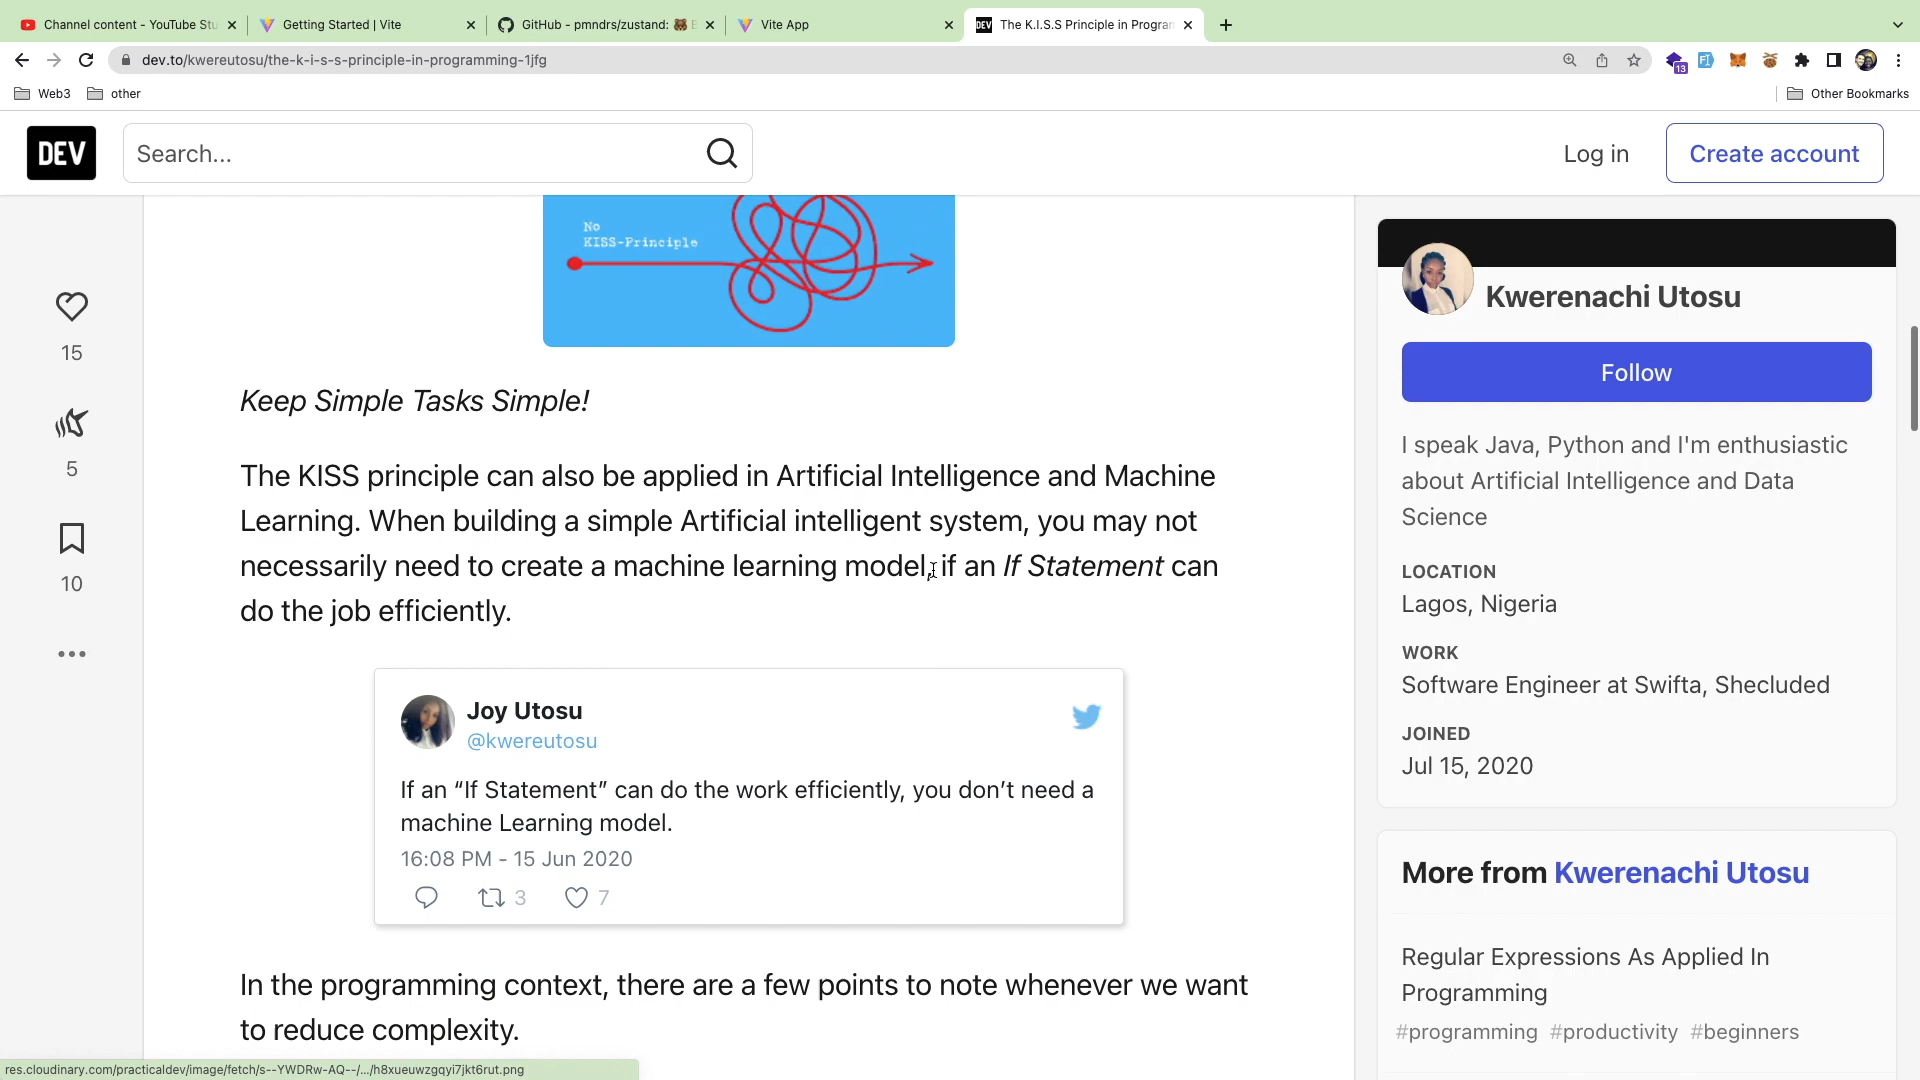 Channel content - YouTube Stu
Getting Started | Vite
GitHub - pmndrs/zustand: 🐻 B
Vite App
DEV
The K.I.S.S Principle in Program
dev.to/kwereutosu/the-k-i-s-s-principle-in-programming-1jfg
13
Web3
other
Other Bookmarks
DEV
Search...
Log in
Create account
No
KISS-Principle
15
5
10
Keep Simple Tasks Simple!
The KISS principle can also be applied in Artificial Intelligence and Machine
Learning. When building a simple Artificial intelligent system, you may not
necessarily need to create a machine learning model, if an If Statement can
do the job efficiently.
Joy Utosu
@kwereutosu
If an “If Statement” can do the work efficiently, you don’t need a
machine Learning model.
16:08 PM - 15 Jun 2020
3
7
In the programming context, there are a few points to note whenever we want
to reduce complexity.
Kwerenachi Utosu
Follow
I speak Java, Python and I'm enthusiastic
about Artificial Intelligence and Data
Science
LOCATION
Lagos, Nigeria
WORK
Software Engineer at Swifta, Shecluded
JOINED
Jul 15, 2020
More from Kwerenachi Utosu
Regular Expressions As Applied In
Programming
#programming #productivity #beginners
res.cloudinary.com/practicaldev/image/fetch/s--YWDRw-AQ--/.../h8xueuwzgqyi7jkt6rut.png